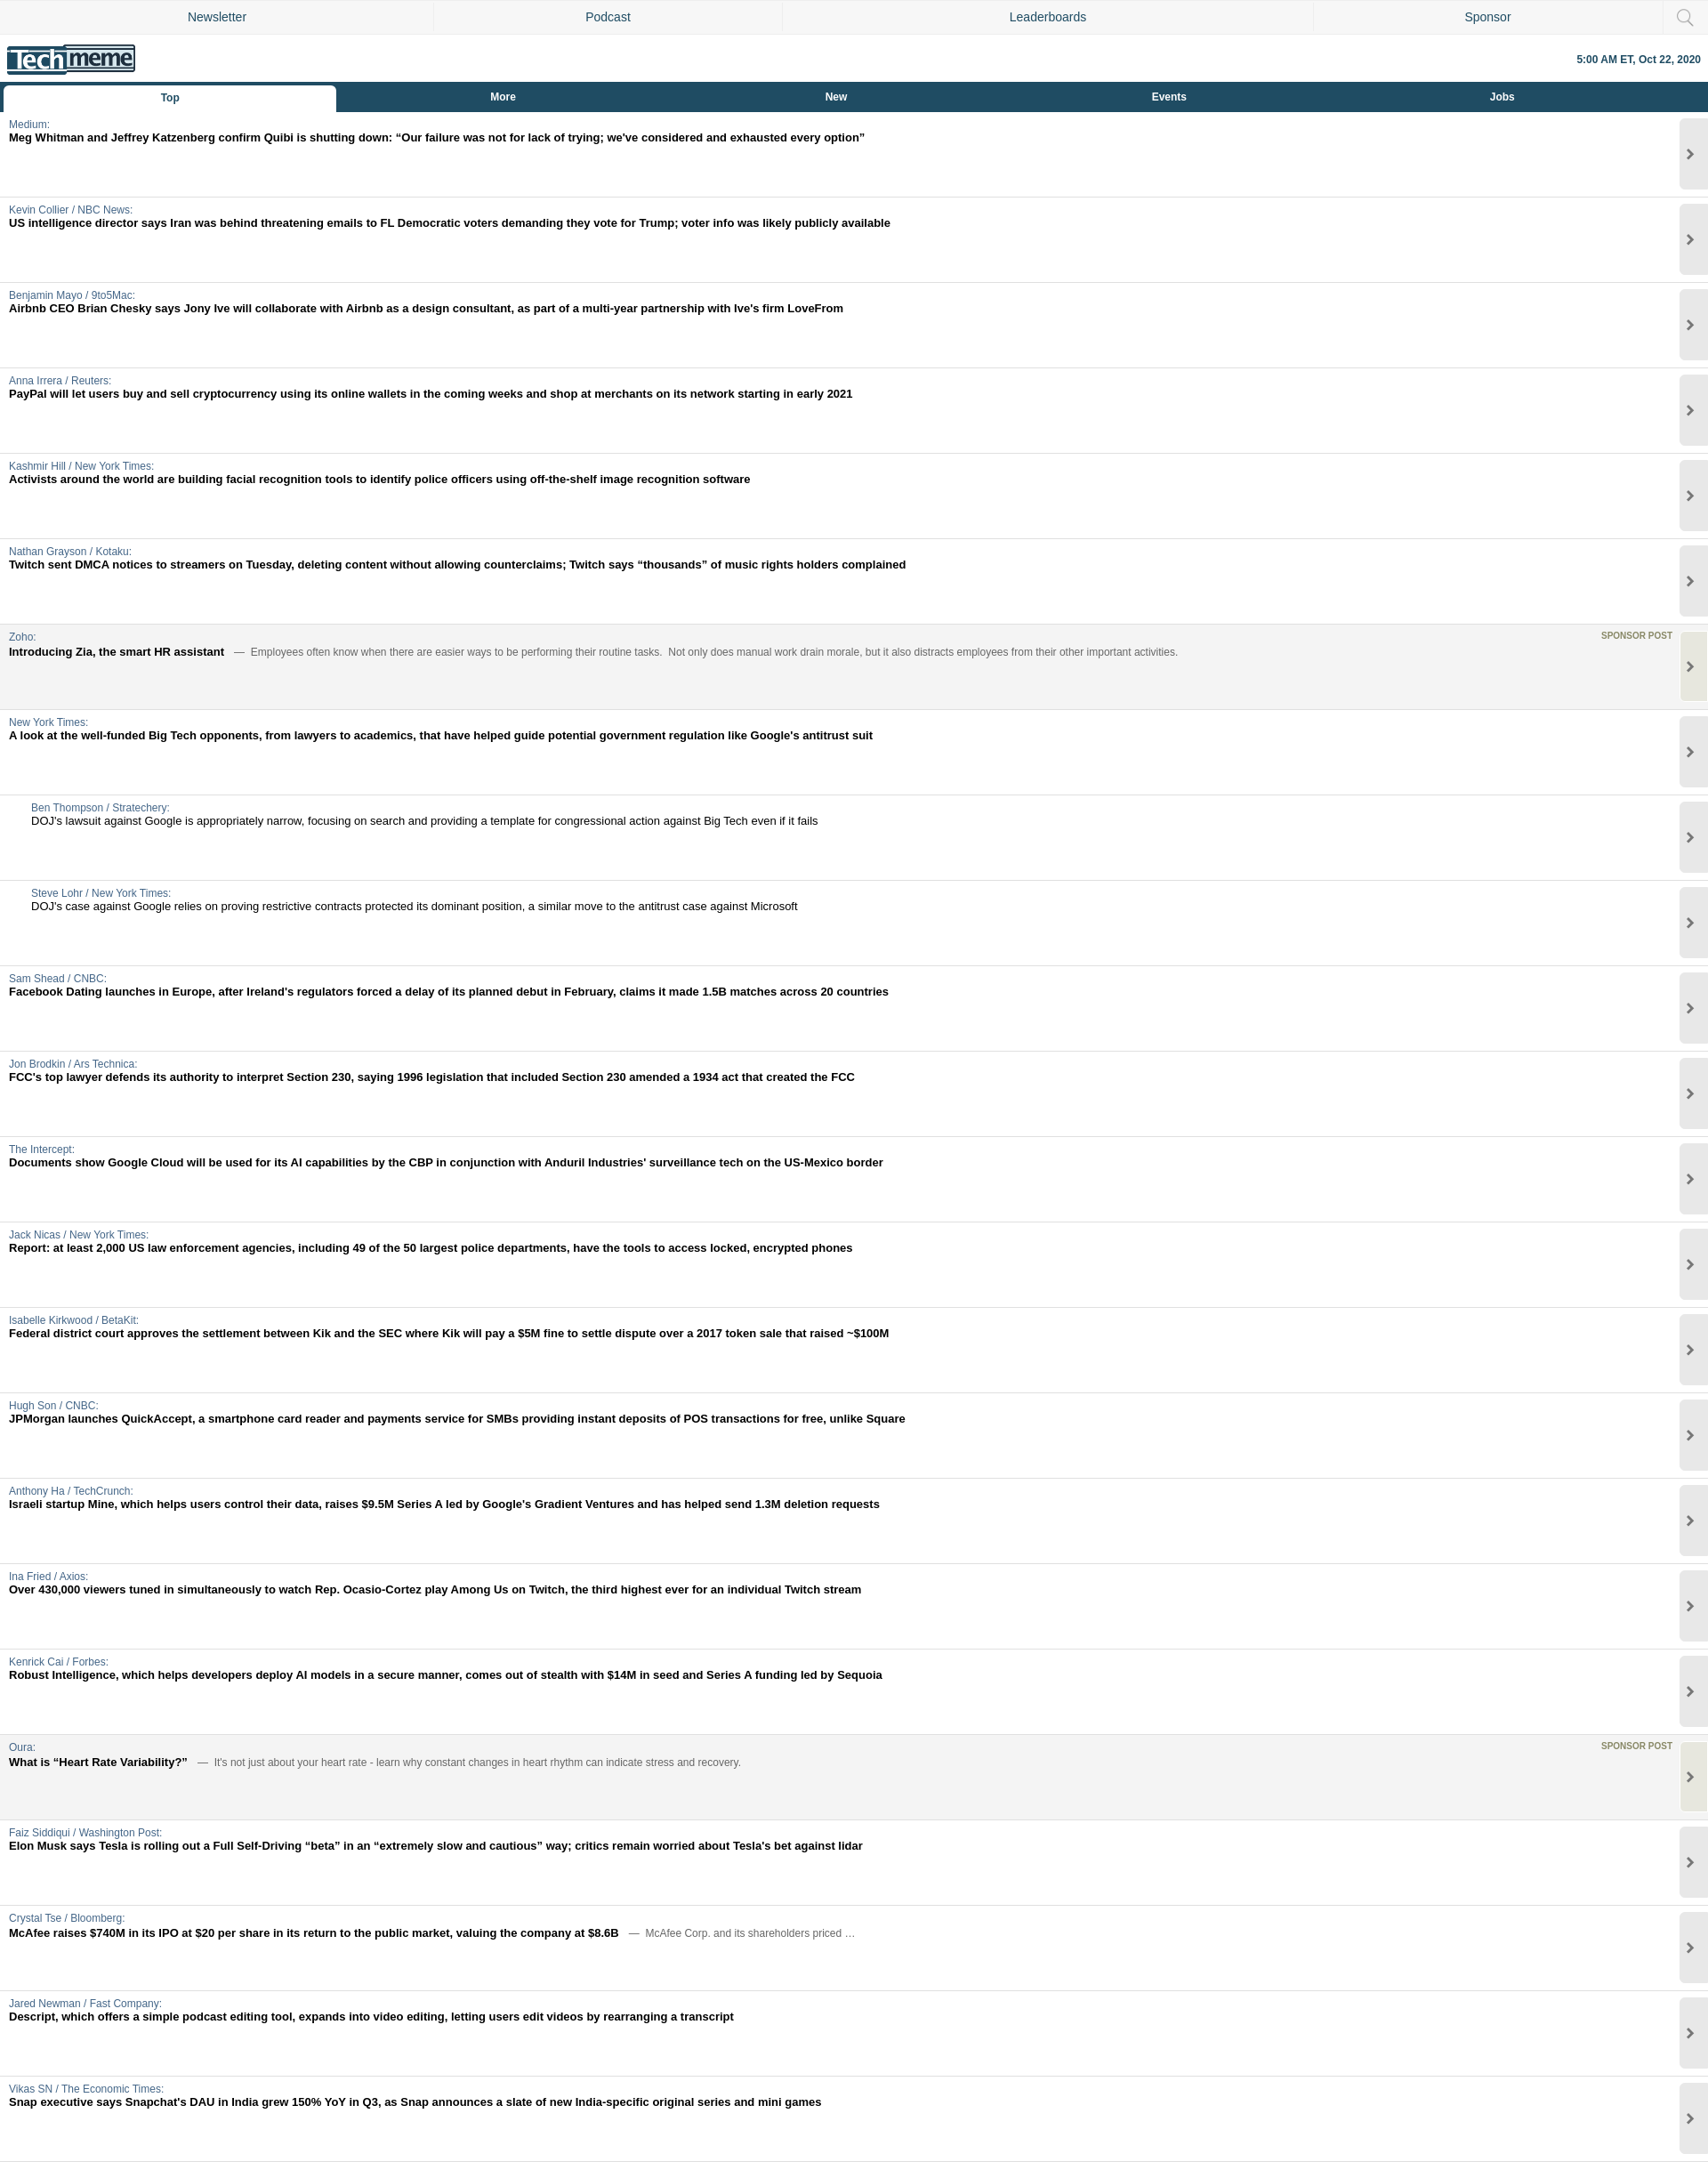 Newsletter
Podcast
Leaderboards
Sponsor
Techmeme
5:00 AM ET, Oct 22, 2020
Top
More
New
Events
Jobs
Medium:
Meg Whitman and Jeffrey Katzenberg confirm Quibi is shutting down: “Our failure was not for lack of trying; we've considered and exhausted every option”
Kevin Collier / NBC News:
US intelligence director says Iran was behind threatening emails to FL Democratic voters demanding they vote for Trump; voter info was likely publicly available
Benjamin Mayo / 9to5Mac:
Airbnb CEO Brian Chesky says Jony Ive will collaborate with Airbnb as a design consultant, as part of a multi-year partnership with Ive's firm LoveFrom
Anna Irrera / Reuters:
PayPal will let users buy and sell cryptocurrency using its online wallets in the coming weeks and shop at merchants on its network starting in early 2021
Kashmir Hill / New York Times:
Activists around the world are building facial recognition tools to identify police officers using off-the-shelf image recognition software
Nathan Grayson / Kotaku:
Twitch sent DMCA notices to streamers on Tuesday, deleting content without allowing counterclaims; Twitch says “thousands” of music rights holders complained
Zoho:
SPONSOR POST
Introducing Zia, the smart HR assistant — Employees often know when there are easier ways to be performing their routine tasks. Not only does manual work drain morale, but it also distracts employees from their other important activities.
New York Times:
A look at the well-funded Big Tech opponents, from lawyers to academics, that have helped guide potential government regulation like Google's antitrust suit
Ben Thompson / Stratechery:
DOJ's lawsuit against Google is appropriately narrow, focusing on search and providing a template for congressional action against Big Tech even if it fails
Steve Lohr / New York Times:
DOJ's case against Google relies on proving restrictive contracts protected its dominant position, a similar move to the antitrust case against Microsoft
Sam Shead / CNBC:
Facebook Dating launches in Europe, after Ireland's regulators forced a delay of its planned debut in February, claims it made 1.5B matches across 20 countries
Jon Brodkin / Ars Technica:
FCC's top lawyer defends its authority to interpret Section 230, saying 1996 legislation that included Section 230 amended a 1934 act that created the FCC
The Intercept:
Documents show Google Cloud will be used for its AI capabilities by the CBP in conjunction with Anduril Industries' surveillance tech on the US-Mexico border
Jack Nicas / New York Times:
Report: at least 2,000 US law enforcement agencies, including 49 of the 50 largest police departments, have the tools to access locked, encrypted phones
Isabelle Kirkwood / BetaKit:
Federal district court approves the settlement between Kik and the SEC where Kik will pay a $5M fine to settle dispute over a 2017 token sale that raised ~$100M
Hugh Son / CNBC:
JPMorgan launches QuickAccept, a smartphone card reader and payments service for SMBs providing instant deposits of POS transactions for free, unlike Square
Anthony Ha / TechCrunch:
Israeli startup Mine, which helps users control their data, raises $9.5M Series A led by Google's Gradient Ventures and has helped send 1.3M deletion requests
Ina Fried / Axios:
Over 430,000 viewers tuned in simultaneously to watch Rep. Ocasio-Cortez play Among Us on Twitch, the third highest ever for an individual Twitch stream
Kenrick Cai / Forbes:
Robust Intelligence, which helps developers deploy AI models in a secure manner, comes out of stealth with $14M in seed and Series A funding led by Sequoia
Oura:
SPONSOR POST
What is “Heart Rate Variability?” — It's not just about your heart rate - learn why constant changes in heart rhythm can indicate stress and recovery.
Faiz Siddiqui / Washington Post:
Elon Musk says Tesla is rolling out a Full Self-Driving “beta” in an “extremely slow and cautious” way; critics remain worried about Tesla's bet against lidar
Crystal Tse / Bloomberg:
McAfee raises $740M in its IPO at $20 per share in its return to the public market, valuing the company at $8.6B — McAfee Corp. and its shareholders priced …
Jared Newman / Fast Company:
Descript, which offers a simple podcast editing tool, expands into video editing, letting users edit videos by rearranging a transcript
Vikas SN / The Economic Times:
Snap executive says Snapchat's DAU in India grew 150% YoY in Q3, as Snap announces a slate of new India-specific original series and mini games